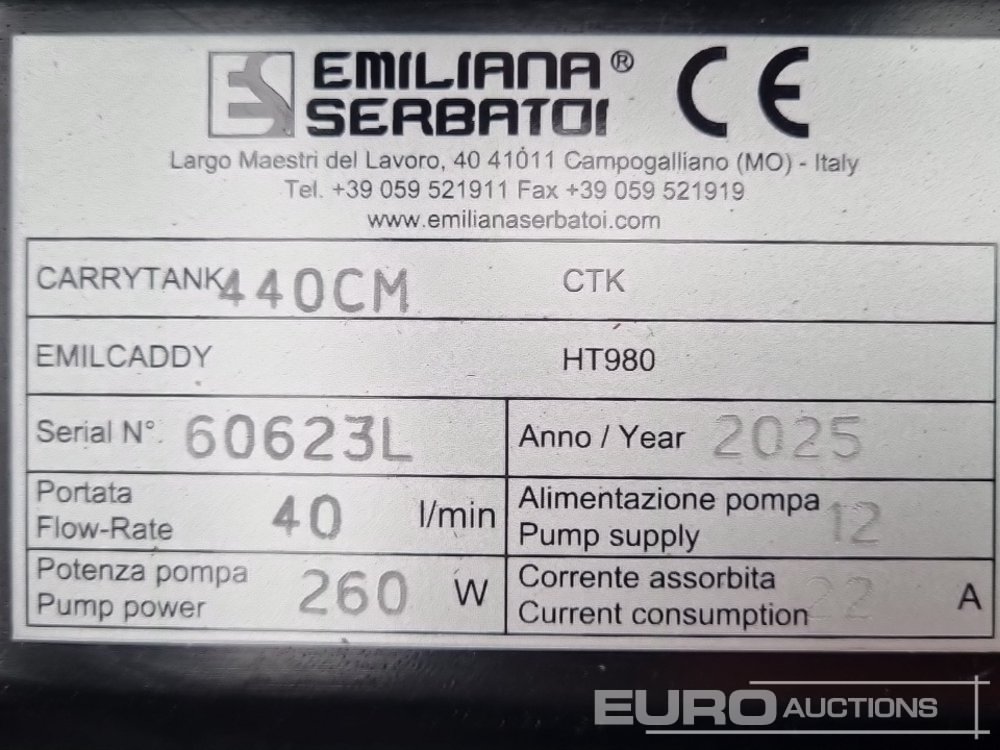 ES EMILIANA® CE
SERBATOI
Largo Maestri del Lavoro, 40 41011 Campogalliano (MO) - Italy
Tel. +39 059 521911 Fax +39 059 521919
www.emilianaserbatoi.com
CARRYTANK 440CM CTK
EMILCADDY HT980
Serial N°. 60623L Anno / Year 2025
Portata
Flow-Rate 40 l/min
Alimentazione pompa
Pump supply 12
Potenza pompa
Pump power 260 W
Corrente assorbita
Current consumption 22 A
EURO AUCTIONS